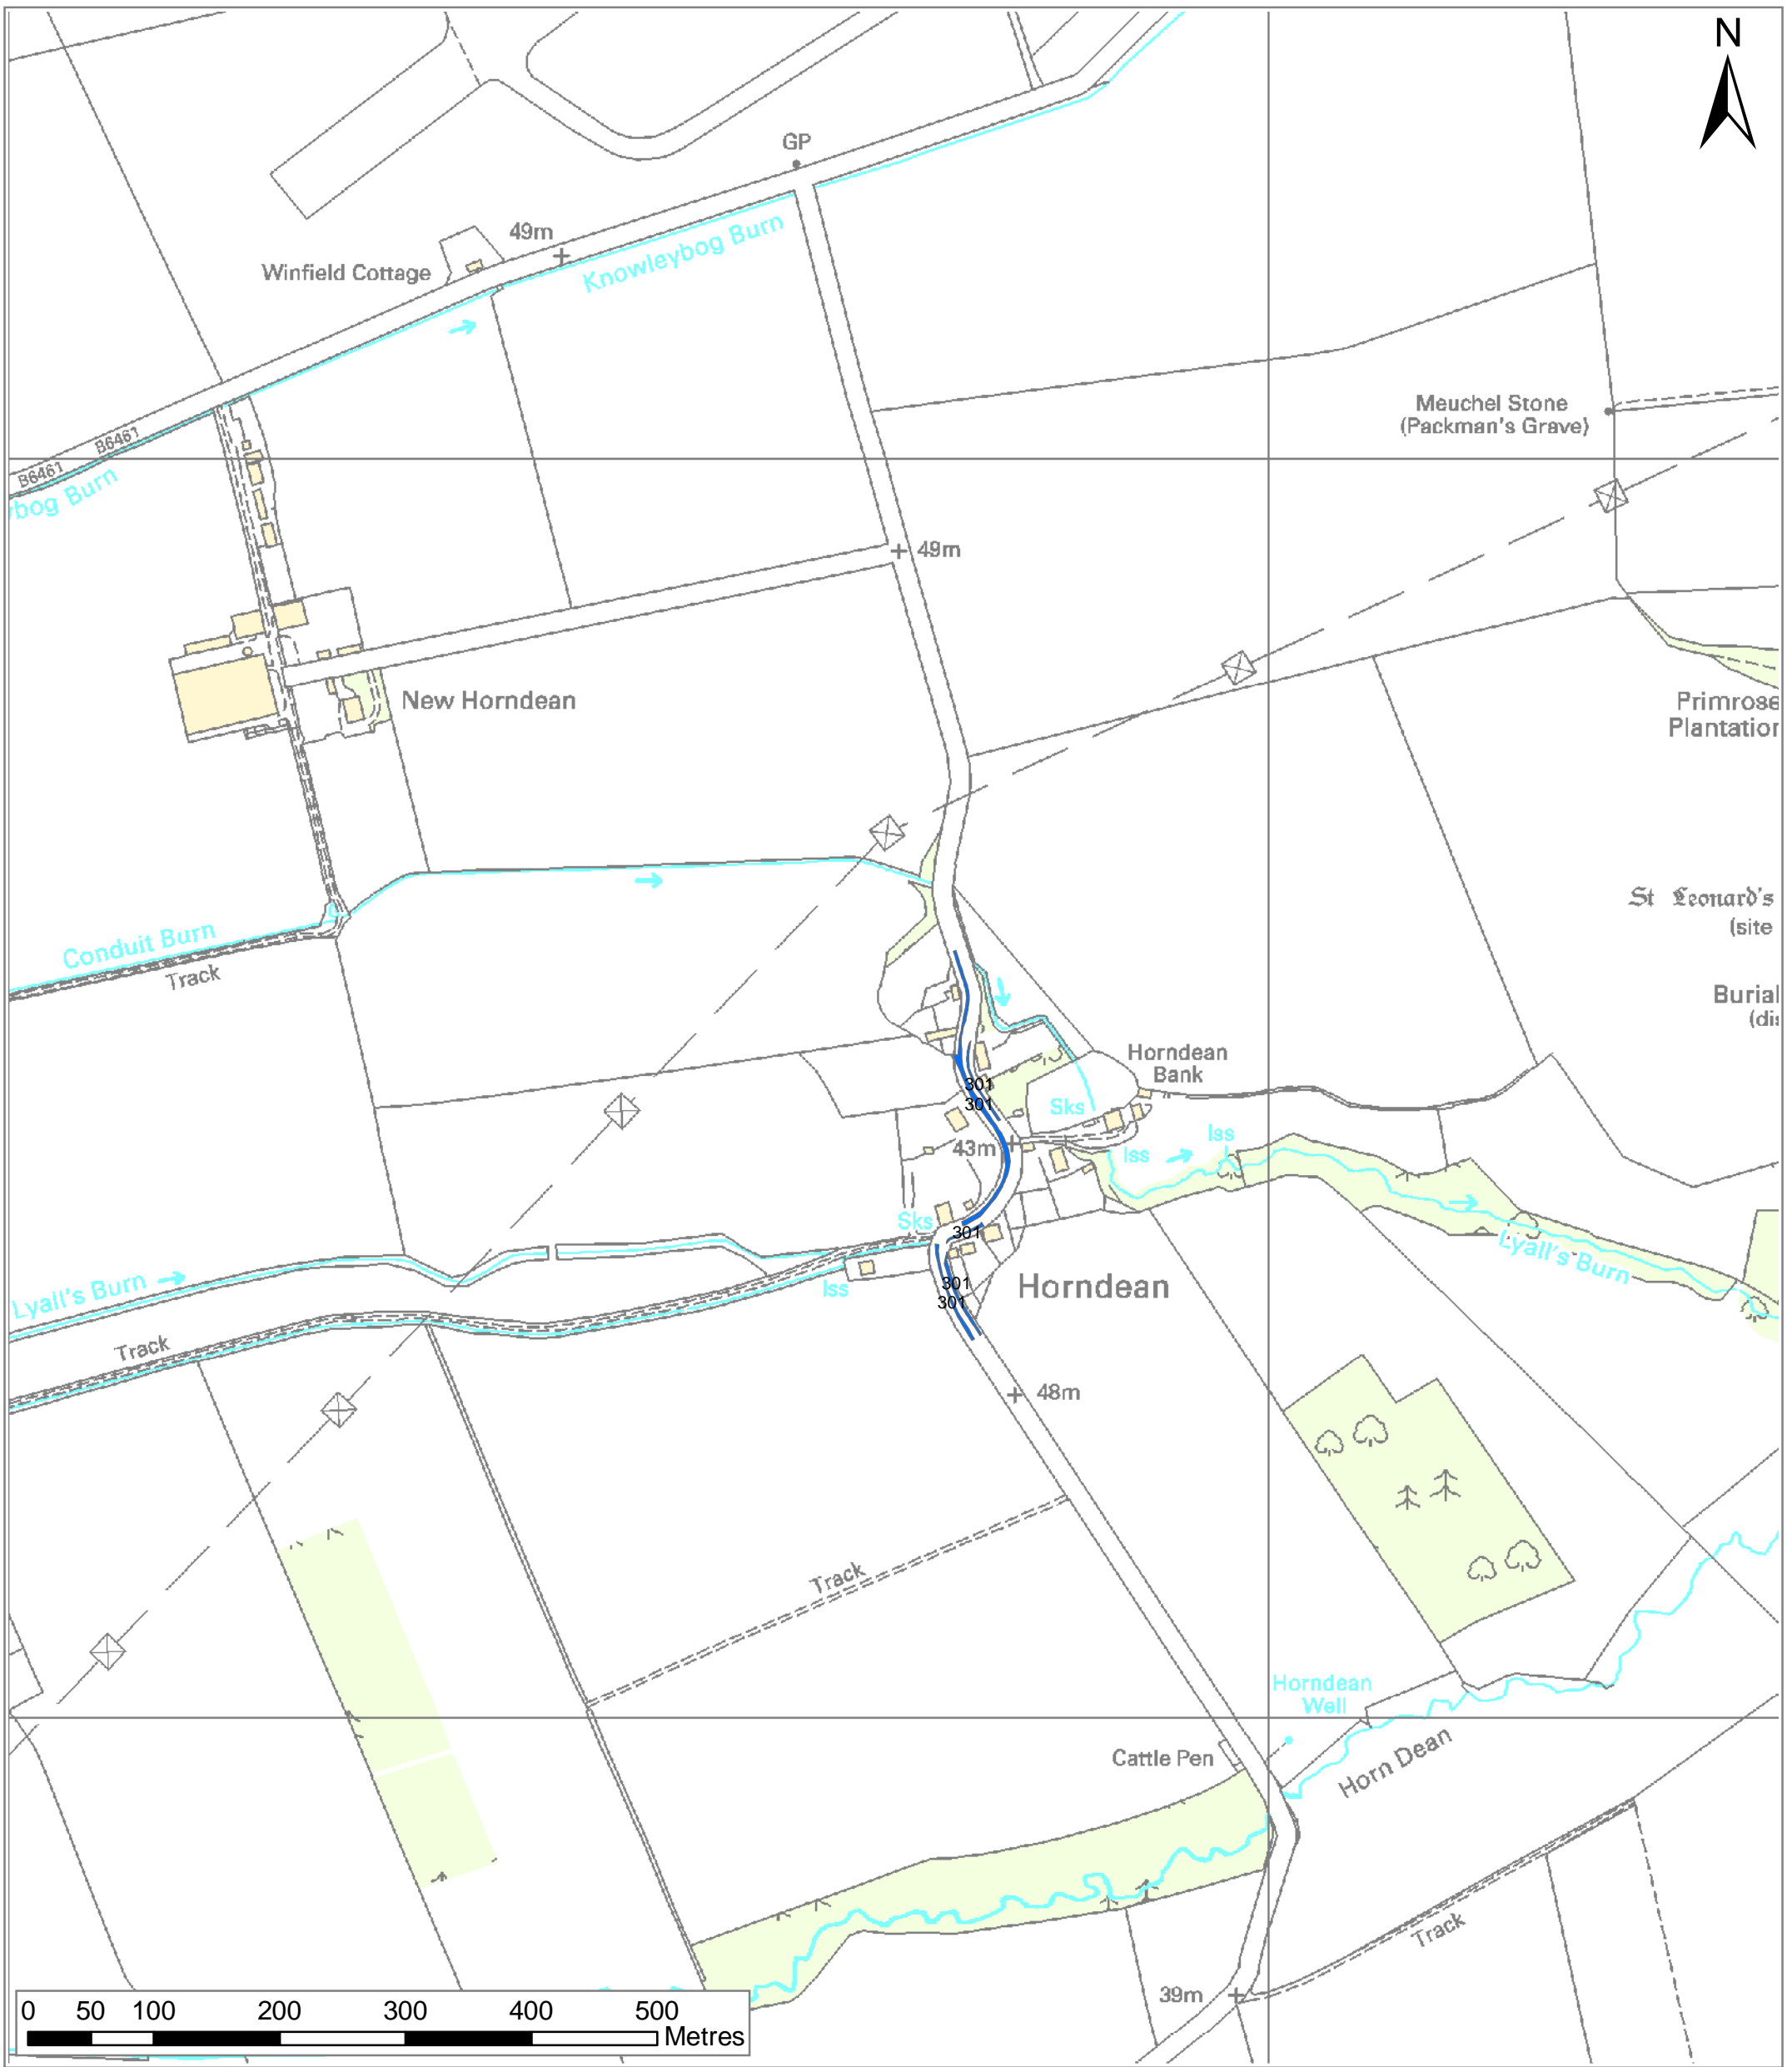 N
GP
49m
Winfield Cottage
Knowleybog Burn
Meuchel Stone
(Packman's Grave)
B6461
B6461
bog Burn
49m
New Horndean
Primrose
Plantation
St Leonard's
(site
Conduit Burn
Track
Burial
(dis
Horndean
Bank
301
301
Sks
43m
Iss
Iss
Sks
301
Lyall's Burn
Lyall's Burn
Iss
301
301
Horndean
Track
48m
Track
Horndean
Well
Cattle Pen
Horn Dean
Track
39m
0 50 100 200 300 400 500
Metres